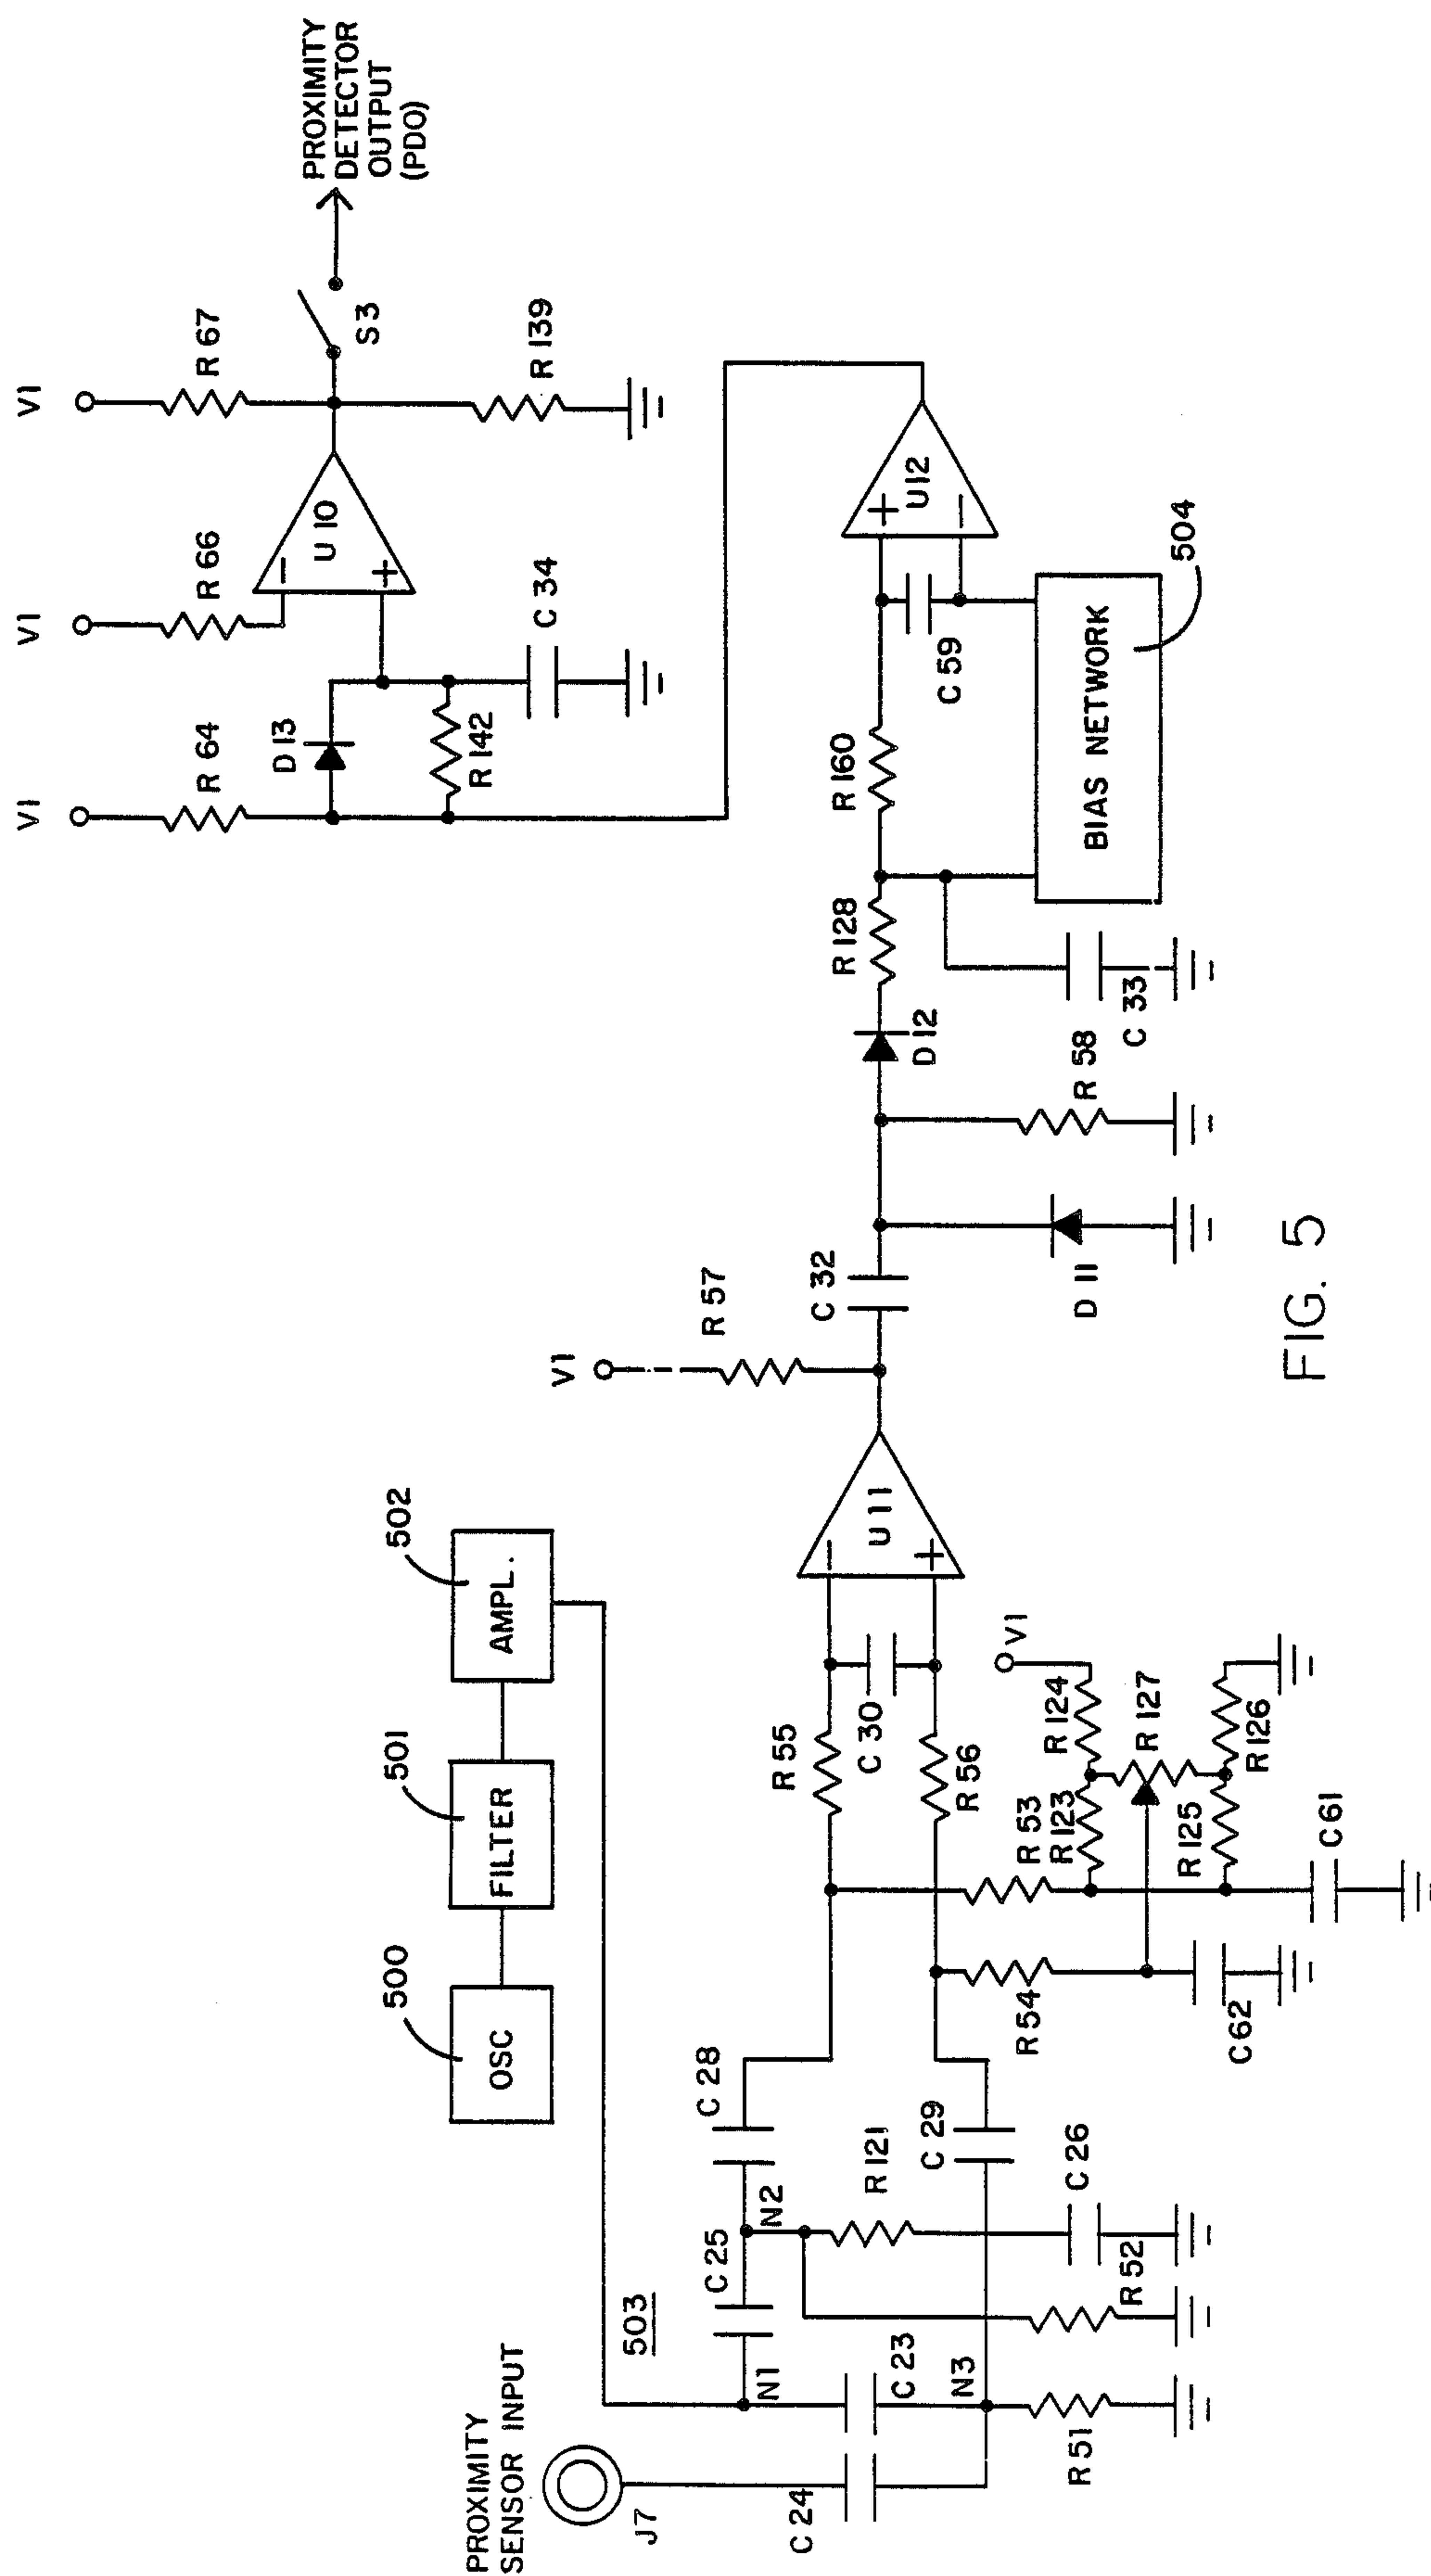 PROXIMITY
SENSOR INPUT
J7
C 24
503
N1
C 23
N3
R 51
C 25
N2
R 52
C 26
R 121
C 28
C 29
500
OSC
501
FILTER
502
AMPL.
R 54
C 62
R 53
R 123
R 125
C 61
R 124
R 127
R 126
V1
R 55
R 56
C 30
U 11
V1
R 57
C 32
D 11
R 58
D 12
C 33
R 128
R 160
C 59
U 12
BIAS NETWORK
504
V1
R 64
D 13
R 142
C 34
V1
R 66
U 10
V1
R 67
R 139
S 3
PROXIMITY
DETECTOR
OUTPUT
(PDO)
FIG. 5